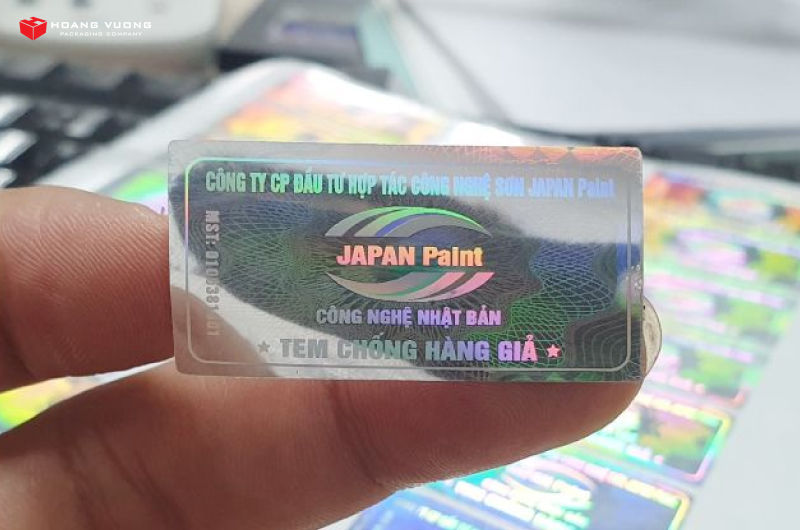 HOANG VUONG
PACKAGING COMPANY
CÔNG TY CP ĐẦU TƯ HỢP TÁC CÔNG NGHỆ SƠN JAPAN Paint
MST:
JAPAN Paint
CÔNG NGHỆ NHẬT BẢN
★ TEM CHỐNG HÀNG GIẢ ★